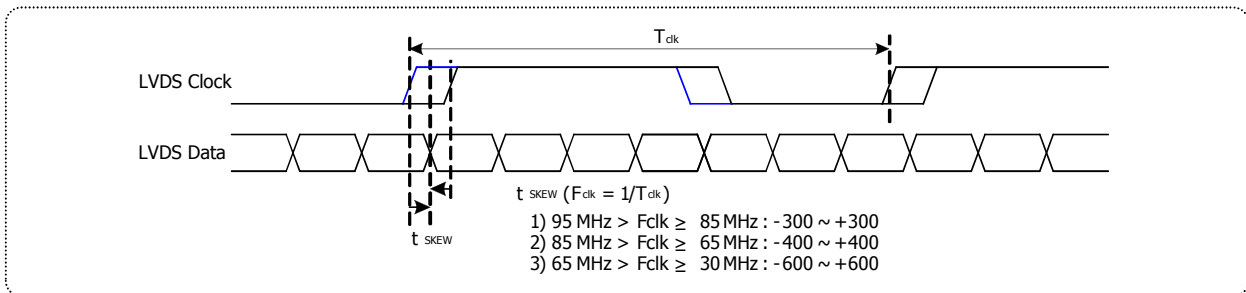 Tclk
LVDS Clock
LVDS Data
t SKEW (Fclk = 1/Tclk)
1) 95 MHz > Fclk ≥ 85 MHz : -300 ~ +300
t SKEW
2) 85 MHz > Fclk ≥ 65 MHz : -400 ~ +400
3) 65 MHz > Fclk ≥ 30 MHz : -600 ~ +600